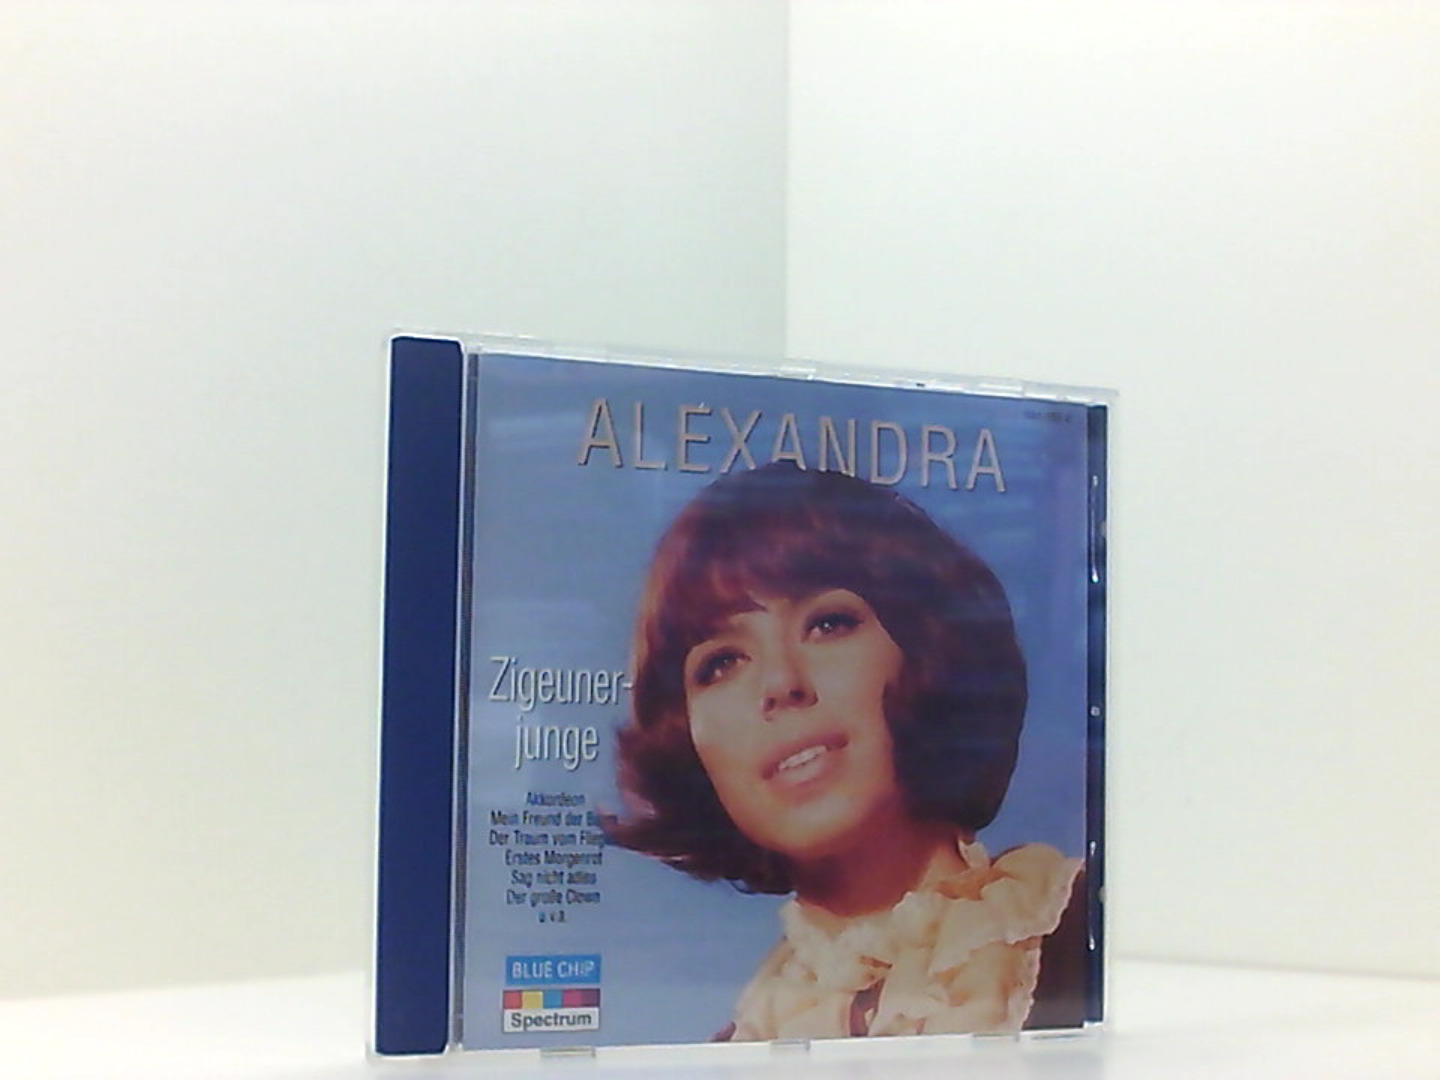 ALEXANDRA
Zigeuner-
junge
Akkordeon
Mein Freund der Baum
Der Traum vom
Erstes Morgenrot
Sag nicht adieu
Der große Clown
u.v.a.
BLUE CHIP
Spectrum